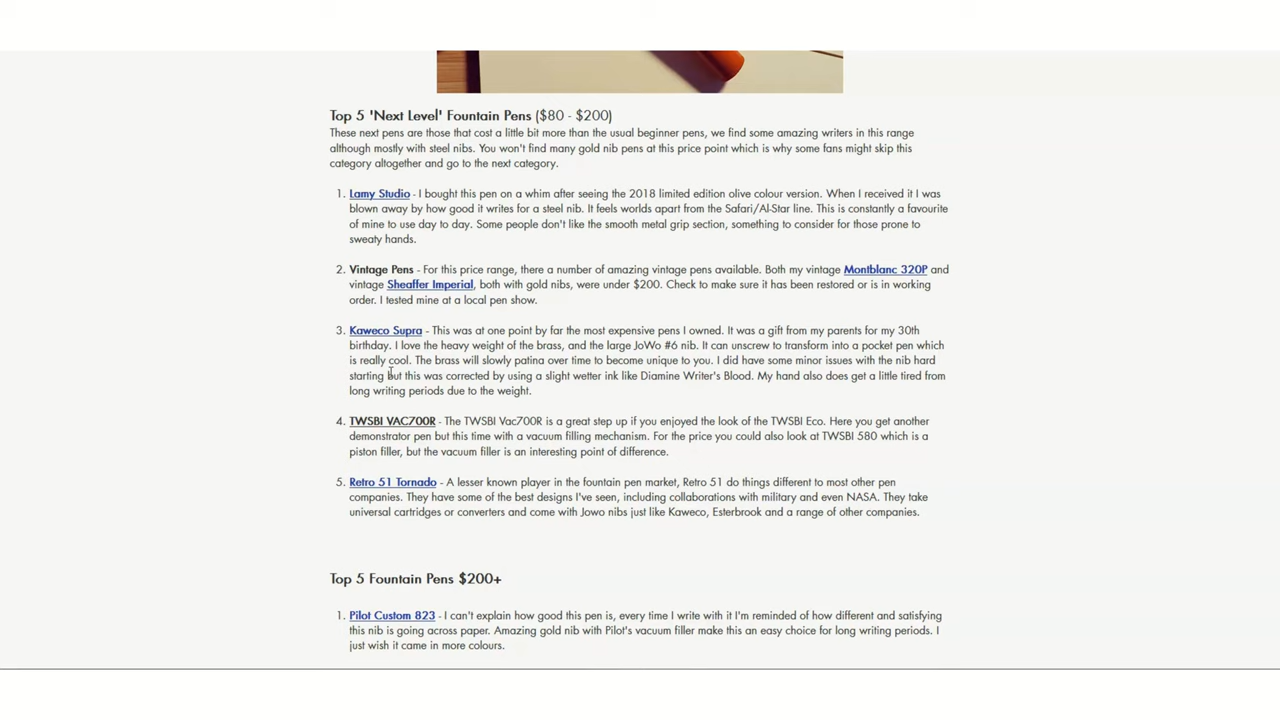 Top 5 'Next Level' Fountain Pens ($80 - $200)
These next pens are those that cost a little bit more than the usual beginner pens, we find some amazing writers in this range
although mostly with steel nibs. You won't find many gold nib pens at this price point which is why some fans might skip this
category altogether and go to the next category.
1. Lamy Studio - I bought this pen on a whim after seeing the 2018 limited edition olive colour version. When I received it I was
blown away by how good it writes for a steel nib. It feels worlds apart from the Safari/Al-Star line. This is constantly a favourite
of mine to use day to day. Some people don't like the smooth metal grip section, something to consider for those prone to
sweaty hands.
2. Vintage Pens - For this price range, there a number of amazing vintage pens available. Both my vintage Montblanc 320P and
vintage Sheaffer Imperial, both with gold nibs, were under $200. Check to make sure it has been restored or is in working
order. I tested mine at a local pen show.
3. Kaweco Supra - This was at one point by far the most expensive pens I owned. It was a gift from my parents for my 30th
birthday. I love the heavy weight of the brass, and the large JoWo #6 nib. It can unscrew to transform into a pocket pen which
is really cool. The brass will slowly patina over time to become unique to you. I did have some minor issues with the nib hard
starting but this was corrected by using a slight wetter ink like Diamine Writer's Blood. My hand also does get a little tired from
long writing periods due to the weight.
4. TWSBI VAC700R - The TWSBI Vac700R is a great step up if you enjoyed the look of the TWSBI Eco. Here you get another
demonstrator pen but this time with a vacuum filling mechanism. For the price you could also look at TWSBI 580 which is a
piston filler, but the vacuum filler is an interesting point of difference.
5. Retro 51 Tornado - A lesser known player in the fountain pen market, Retro 51 do things different to most other pen
companies. They have some of the best designs I've seen, including collaborations with military and even NASA. They take
universal cartridges or converters and come with Jowo nibs just like Kaweco, Esterbrook and a range of other companies.
Top 5 Fountain Pens $200+
1. Pilot Custom 823 - I can't explain how good this pen is, every time I write with it I'm reminded of how different and satisfying
this nib is going across paper. Amazing gold nib with Pilot's vacuum filler make this an easy choice for long writing periods. I
just wish it came in more colours.